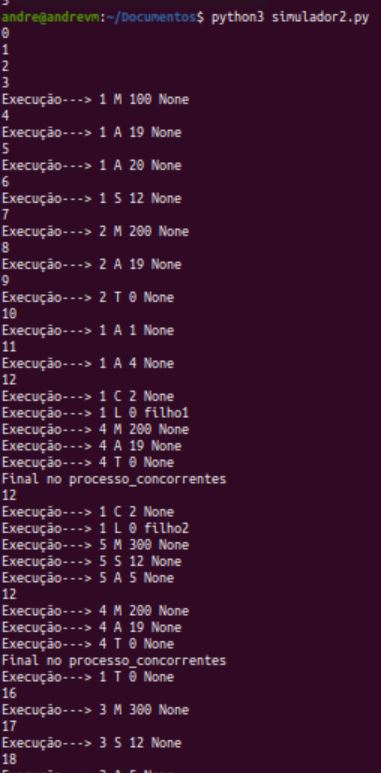 andre@andrevm:~/Documentos$ python3 simulador2.py
0
1
2
3
Execução---> 1 M 100 None
4
Execução---> 1 A 19 None
5
Execução---> 1 A 20 None
6
Execução---> 1 S 12 None
7
Execução---> 2 M 200 None
8
Execução---> 2 A 19 None
9
Execução---> 2 T 0 None
10
Execução---> 1 A 1 None
11
Execução---> 1 A 4 None
12
Execução---> 1 C 2 None
Execução---> 1 L 0 filho1
Execução---> 4 M 200 None
Execução---> 4 A 19 None
Execução---> 4 T 0 None
Final no processo_concorrentes
12
Execução---> 1 C 2 None
Execução---> 1 L 0 filho2
Execução---> 5 M 300 None
Execução---> 5 S 12 None
Execução---> 5 A 5 None
12
Execução---> 4 M 200 None
Execução---> 4 A 19 None
Execução---> 4 T 0 None
Final no processo_concorrentes
Execução---> 1 T 0 None
16
Execução---> 3 M 300 None
17
Execução---> 3 S 12 None
18